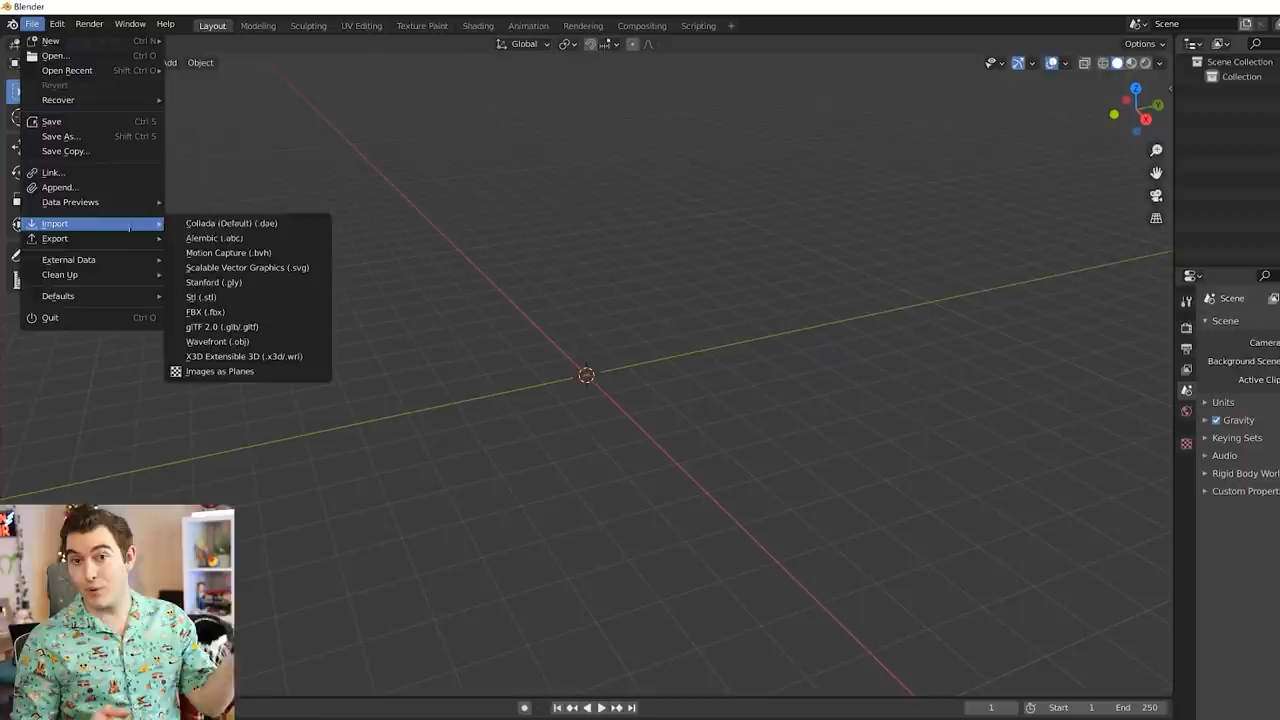 Blender
File Edit Render Window Help
Layout Modeling Sculpting UV Editing Texture Paint Shading Animation Rendering Compositing Scripting +
Scene
New Ctrl N
Open... Ctrl O
Open Recent Shift Ctrl O
Revert
Recover
Save Ctrl S
Save As... Shift Ctrl S
Save Copy...
Link...
Append...
Data Previews
Import
Export
External Data
Clean Up
Defaults
Quit Ctrl Q
Collada (Default) (.dae)
Alembic (.abc)
Motion Capture (.bvh)
Scalable Vector Graphics (.svg)
Stanford (.ply)
Stl (.stl)
FBX (.fbx)
glTF 2.0 (.glb/.gltf)
Wavefront (.obj)
X3D Extensible 3D (.x3d/.wrl)
Images as Planes
dd Object
Global
Options
Z
Y
X
Scene Collection
Collection
Scene
Scene
Camera
Background Scene
Active Clip
Units
Gravity
Keying Sets
Audio
Rigid Body Worl
Custom Propert
1
Start 1
End 250